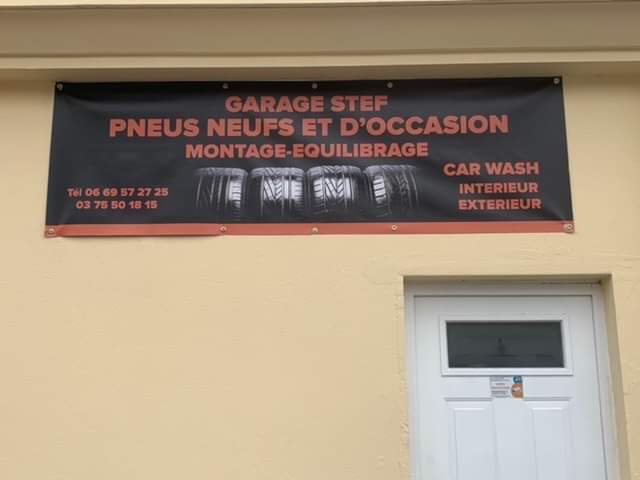 GARAGE STEF
PNEUS NEUFS ET D'OCCASION
MONTAGE-EQUILIBRAGE
CAR WASH
INTERIEUR
EXTERIEUR
Tél 06 69 57 27 25
03 75 50 18 15